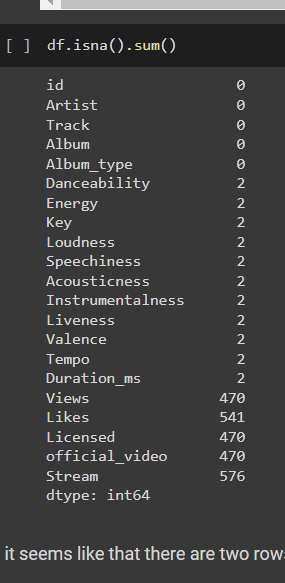 [ ] df.isna().sum()
id 0
Artist 0
Track 0
Album 0
Album_type 0
Danceability 2
Energy 2
Key 2
Loudness 2
Speechiness 2
Acousticness 2
Instrumentalness 2
Liveness 2
Valence 2
Tempo 2
Duration_ms 2
Views 470
Likes 541
Licensed 470
official_video 470
Stream 576
dtype: int64
it seems like that there are two rows